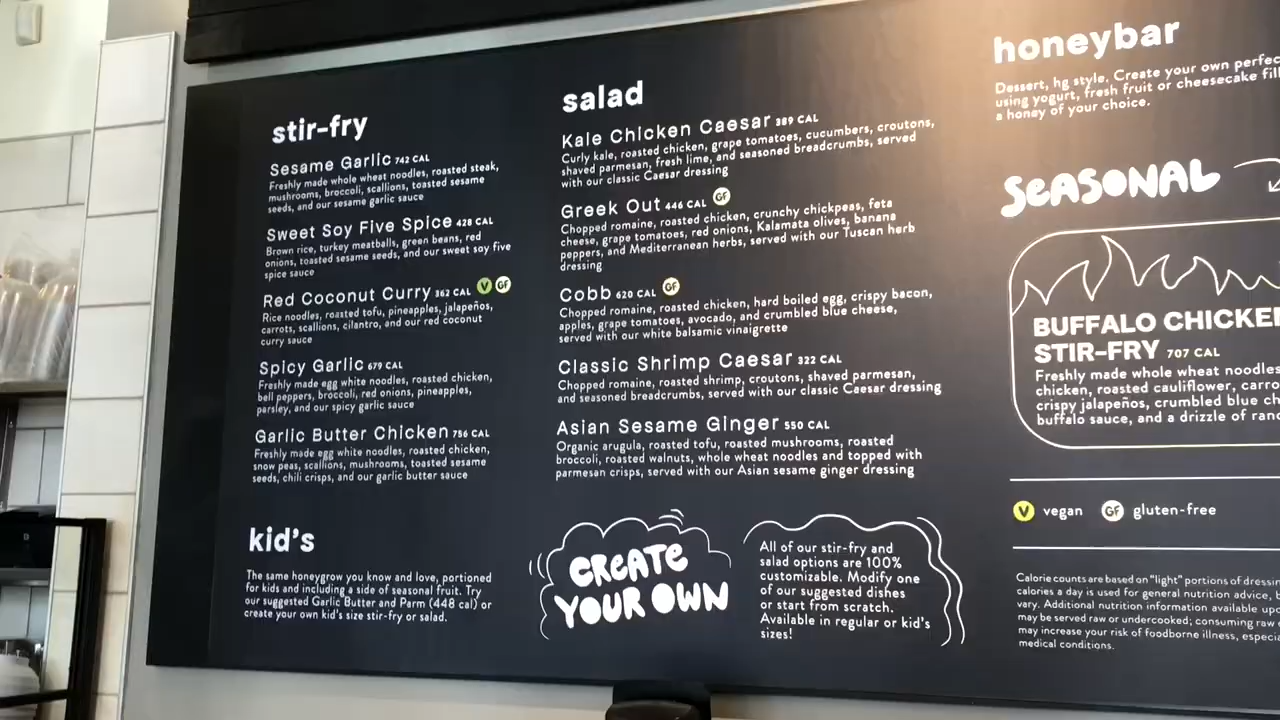 stir-fry
Sesame Garlic 742 CAL
Freshly made whole wheat noodles, roasted steak,
mushrooms, broccoli, scallions, toasted sesame
seeds, and our sesame garlic sauce
Sweet Soy Five Spice 428 CAL
Brown rice, turkey meatballs, green beans, red
onions, toasted sesame seeds, and our sweet soy five
spice sauce
Red Coconut Curry 362 CAL V GF
Rice noodles, roasted tofu, pineapples, jalapeños,
carrots, scallions, cilantro, and our red coconut
curry sauce
Spicy Garlic 679 CAL
Freshly made egg white noodles, roasted chicken,
bell peppers, broccoli, red onions, pineapples,
parsley, and our spicy garlic sauce
Garlic Butter Chicken 756 CAL
Freshly made egg white noodles, roasted chicken,
snow peas, scallions, mushrooms, toasted sesame
seeds, chili crisps, and our garlic butter sauce
kid's
The same honeygrow you know and love, portioned
for kids and including a side of seasonal fruit. Try
our suggested Garlic Butter and Parm (448 cal) or
create your own kid's size stir-fry or salad.
salad
Kale Chicken Caesar 389 CAL
Curly kale, roasted chicken, grape tomatoes, cucumbers, croutons,
shaved parmesan, fresh lime, and seasoned breadcrumbs, served
with our classic Caesar dressing
Greek Out 446 CAL GF
Chopped romaine, roasted chicken, crunchy chickpeas, feta
cheese, grape tomatoes, red onions, Kalamata olives, banana
peppers, and Mediterranean herbs, served with our Tuscan herb
dressing
Cobb 620 CAL GF
Chopped romaine, roasted chicken, hard boiled egg, crispy bacon,
apples, grape tomatoes, avocado, and crumbled blue cheese,
served with our white balsamic vinaigrette
Classic Shrimp Caesar 322 CAL
Chopped romaine, roasted shrimp, croutons, shaved parmesan,
and seasoned breadcrumbs, served with our classic Caesar dressing
Asian Sesame Ginger 550 CAL
Organic arugula, roasted tofu, roasted mushrooms, roasted
broccoli, roasted walnuts, whole wheat noodles and topped with
parmesan crisps, served with our Asian sesame ginger dressing
CREATE
YOUR OWN
All of our stir-fry and
salad options are 100%
customizable. Modify one
of our suggested dishes
or start from scratch.
Available in regular or kid's
sizes!
honeybar
Dessert, hg style. Create your own
using yogurt, fresh fruit or cheesecake
a honey of your choice.
SEASONAL
BUFFALO
STIR-FRY 707 CAL
Freshly made whole wheat noodles
chicken, roasted cauliflower,
crispy jalapeños, crumbled blue
buffalo sauce, and a drizzle of
V vegan GF gluten-free
Calorie counts are based on "light" portions of
calories a day is used for general nutrition advice,
vary. Additional nutrition information available
may be served raw or undercooked; consuming raw
may increase your risk of foodborne illness,
medical conditions.